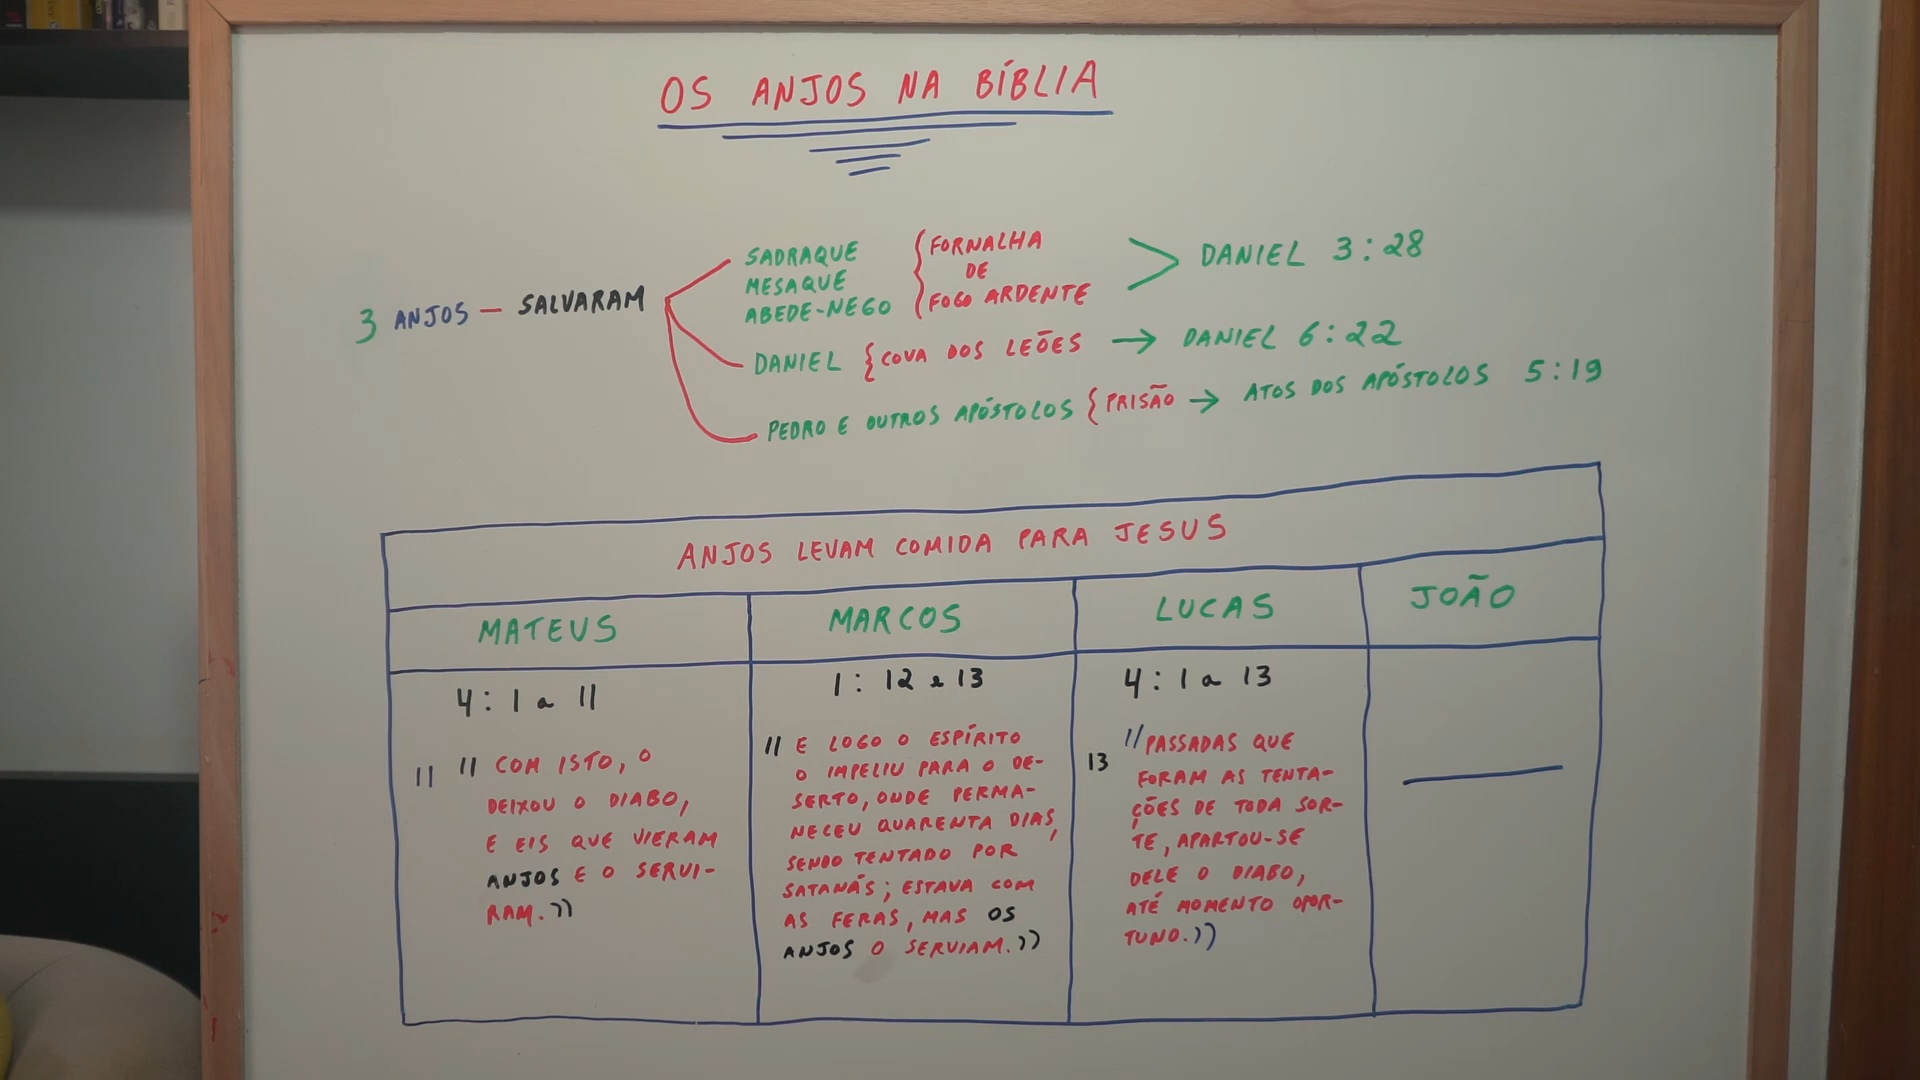 OS ANJOS NA BÍBLIA
3 ANJOS — SALVARAM
SADRAQUE
MESAQUE
ABEDE-NEGO
{ FORNALHA
DE
FOGO ARDENTE
> DANIEL 3:28
DANIEL { COVA DOS LEÕES → DANIEL 6:22
PEDRO E OUTROS APÓSTOLOS { PRISÃO → ATOS DOS APÓSTOLOS 5:19
ANJOS LEVAM COMIDA PARA JESUS
MATEUS
4: 1 a 11
11 "COM ISTO, O
DEIXOU O DIABO,
E EIS QUE VIERAM
ANJOS E O SERVI-
RAM."
MARCOS
1: 12 e 13
"E LOGO O ESPÍRITO
O IMPELIU PARA O DE-
SERTO, ONDE PERMA-
NECEU QUARENTA DIAS,
SENDO TENTADO POR
SATANÁS; ESTAVA COM
AS FERAS, MAS OS
ANJOS O SERVIAM."
LUCAS
4: 1 a 13
13 "PASSADAS QUE
FORAM AS TENTA-
ÇÕES DE TODA SOR-
TE, APARTOU-SE
DELE O DIABO,
ATÉ MOMENTO OPOR-
TUNO."
JOÃO
—